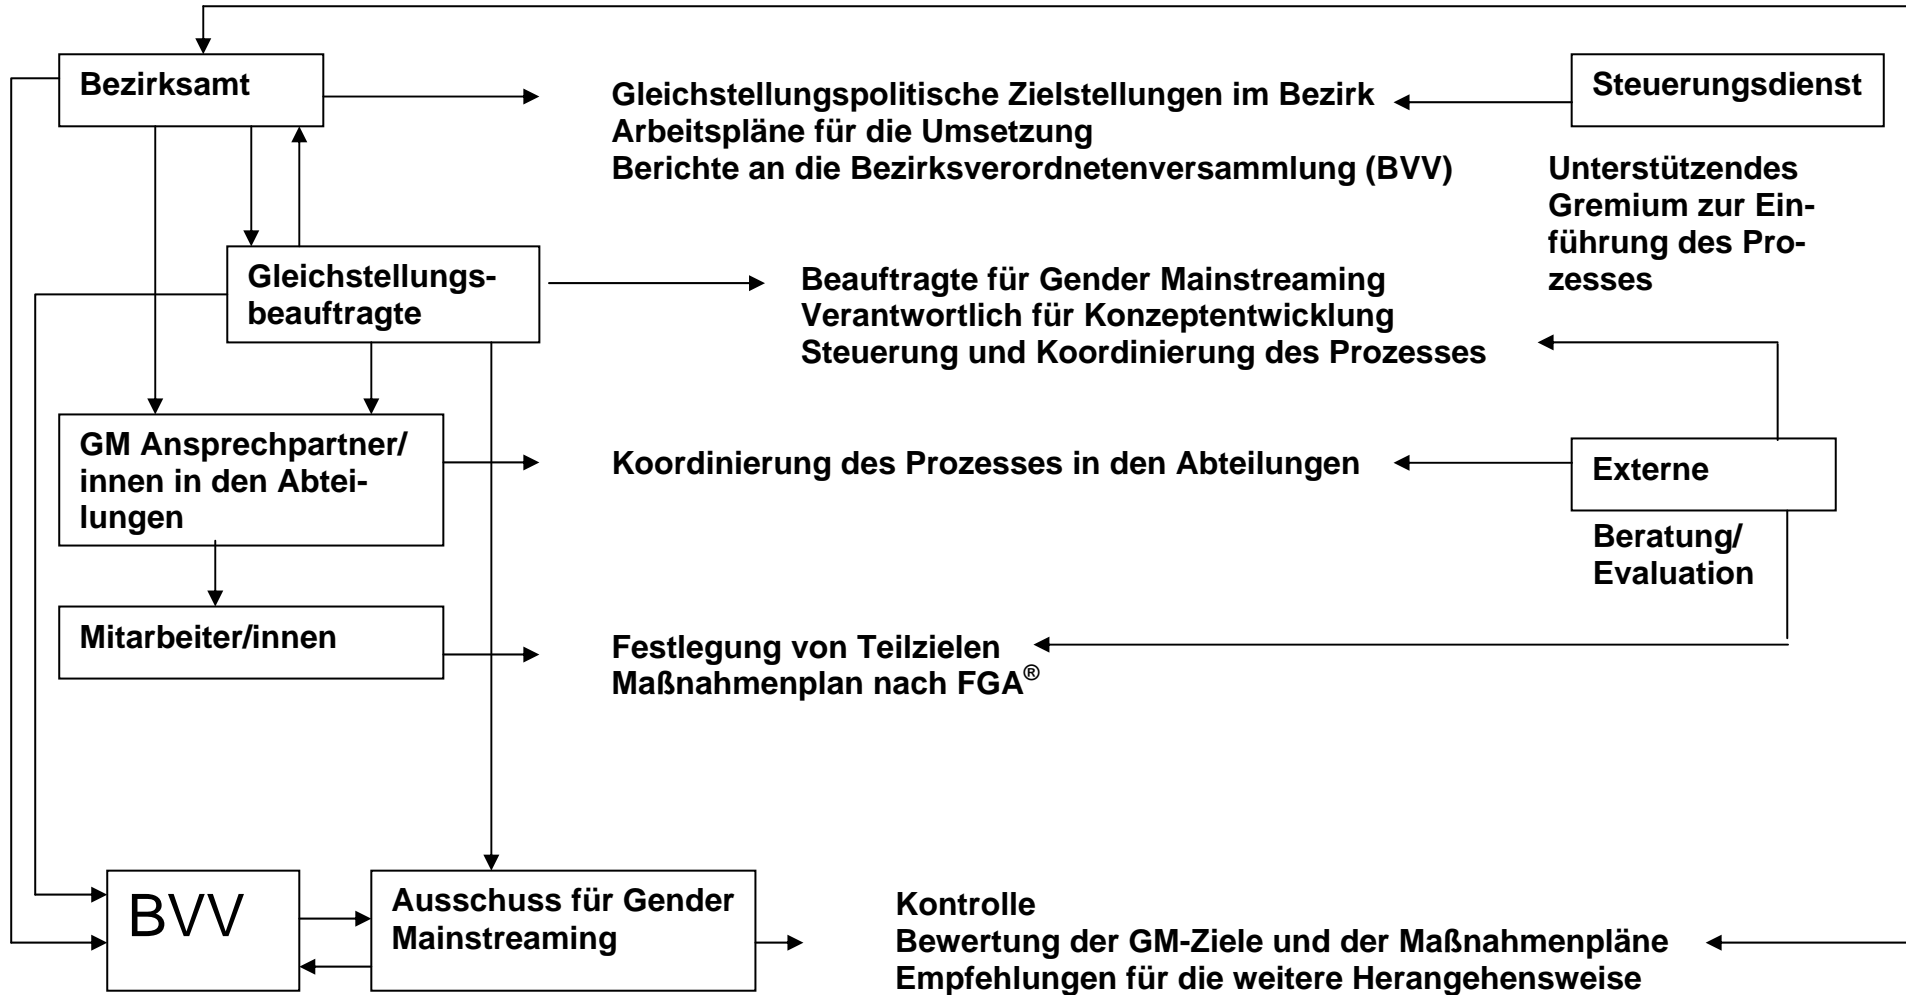 Bezirksamt
Gleichstellungspolitische Zielstellungen im Bezirk
Arbeitspläne für die Umsetzung
Berichte an die Bezirksverordnetenversammlung (BVV)
Steuerungsdienst
Unterstützendes
Gremium zur Ein-
führung des Pro-
zesses
Gleichstellungs-
beauftragte
Beauftragte für Gender Mainstreaming
Verantwortlich für Konzeptentwicklung
Steuerung und Koordinierung des Prozesses
GM Ansprechpartner/
innen in den Abtei-
lungen
Koordinierung des Prozesses in den Abteilungen
Externe
Beratung/
Evaluation
Mitarbeiter/innen
Festlegung von Teilzielen
Maßnahmenplan nach FGA®
BVV
Ausschuss für Gender
Mainstreaming
Kontrolle
Bewertung der GM-Ziele und der Maßnahmenpläne
Empfehlungen für die weitere Herangehensweise